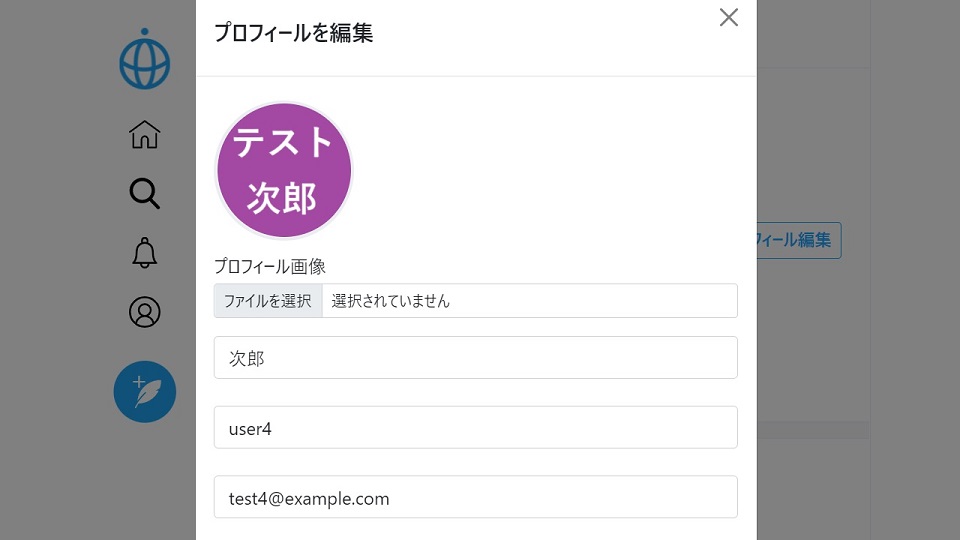 プロフィールを編集
テスト
次郎
フィール編集
プロフィール画像
ファイルを選択 選択されていません
次郎
user4
test4@example.com